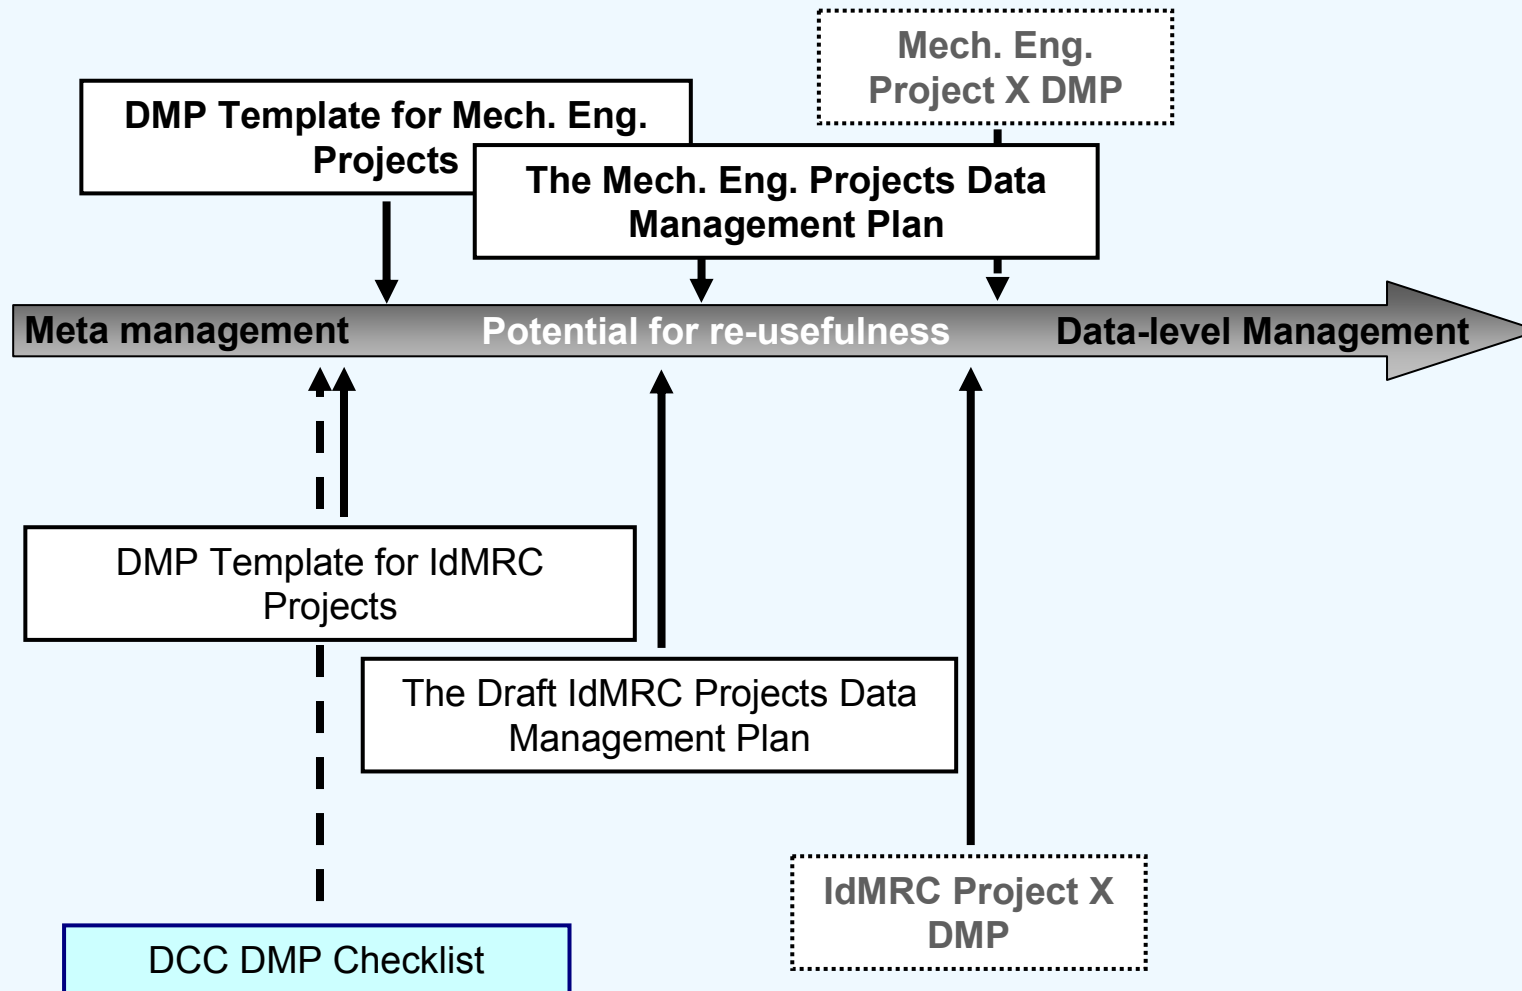 Mech. Eng.
Project X DMP
DMP Template for Mech. Eng.
Projects
The Mech. Eng. Projects Data
Management Plan
Meta management
Potential for re-usefulness
Data-level Management
DMP Template for IdMRC
Projects
The Draft IdMRC Projects Data
Management Plan
IdMRC Project X
DMP
DCC DMP Checklist